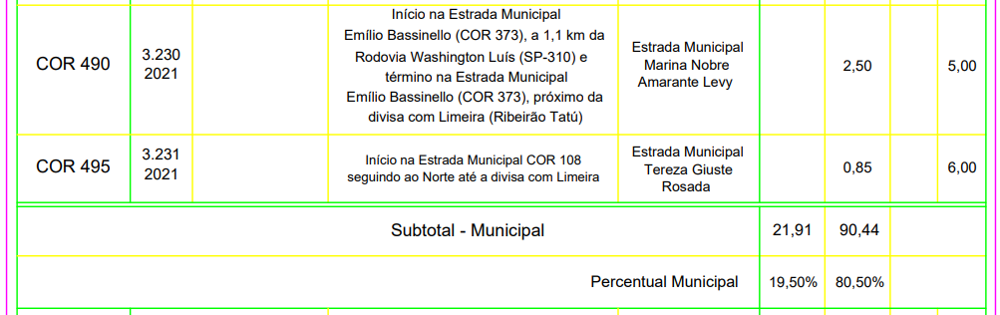 Início na Estrada Municipal
Emílio Bassinello (COR 373), a 1,1 km da
Rodovia Washington Luís (SP-310) e
término na Estrada Municipal
Emílio Bassinello (COR 373), próximo da
divisa com Limeira (Ribeirão Tatú)
COR 490
3.230
2021
Estrada Municipal
Marina Nobre
Amarante Levy
2,50
5,00
COR 495
3.231
2021
Início na Estrada Municipal COR 108
seguindo ao Norte até a divisa com Limeira
Estrada Municipal
Tereza Giuste
Rosada
0,85
6,00
Subtotal - Municipal
21,91
90,44
Percentual Municipal
19,50%
80,50%